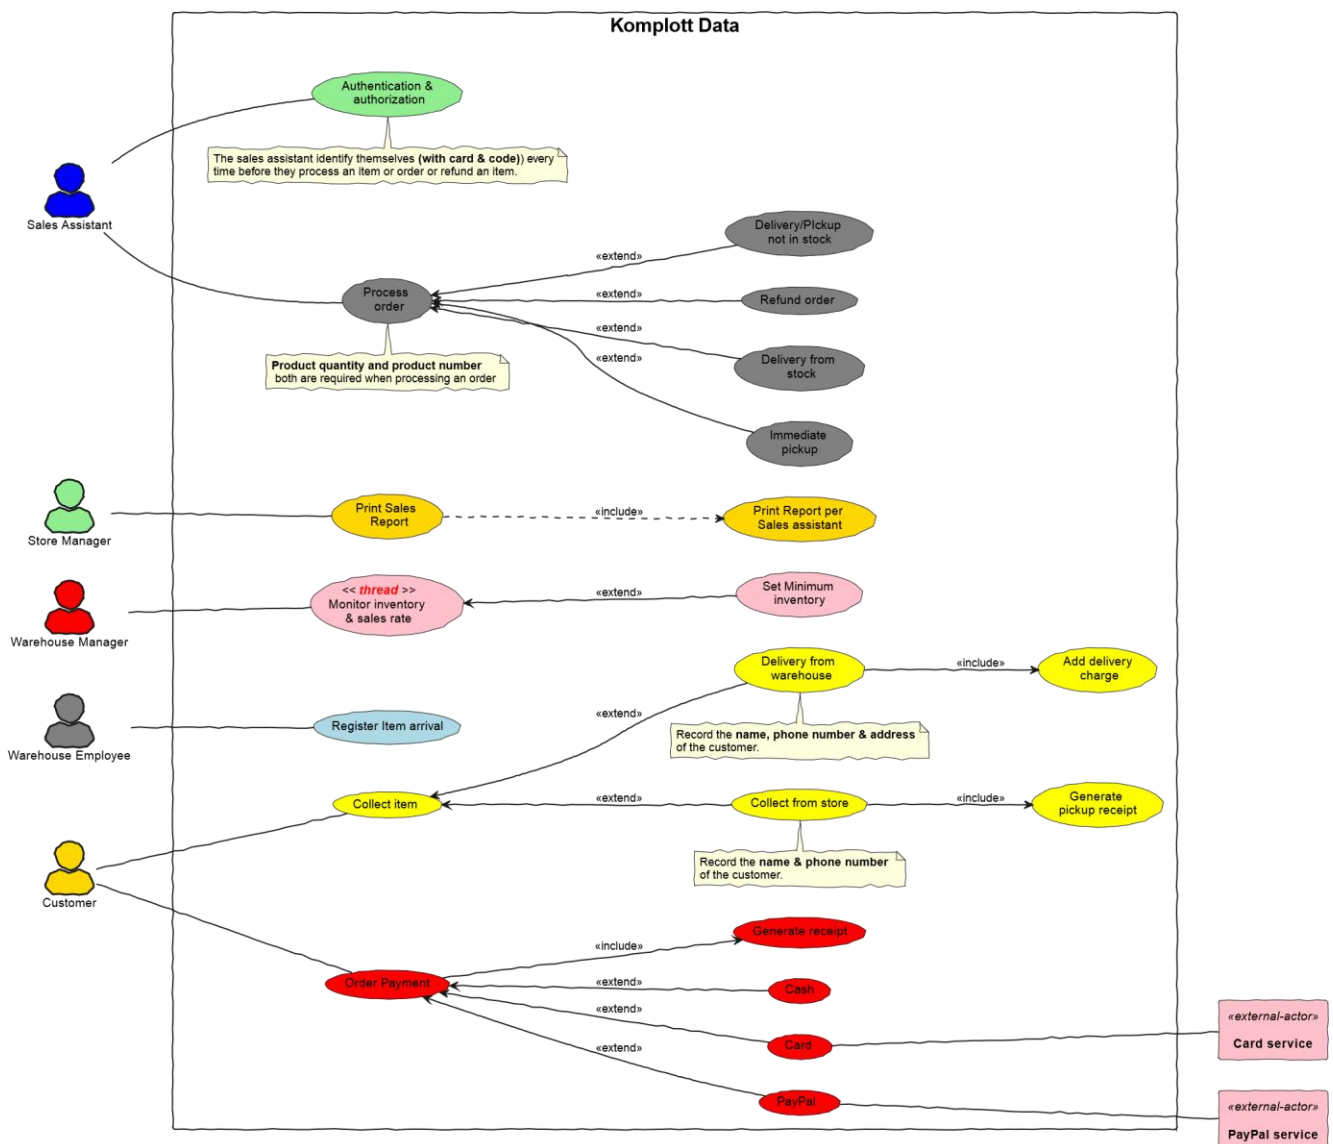 Komplott Data
Authentication &
authorization
The sales assistant identify themselves (with card & code)) every
time before they process an item or order or refund an item.
Sales Assistant
Delivery/PIckup
not in stock
«extend»
Process
order
«extend»
Refund order
«extend»
Delivery from
stock
«extend»
Product quantity and product number
both are required when processing an order
Immediate
pickup
Store Manager
Print Sales
Report
«include»
Print Report per
Sales assistant
Warehouse Manager
<< thread >>
Monitor inventory
& sales rate
«extend»
Set Minimum
inventory
Delivery from
warehouse
«include»
Add delivery
charge
«extend»
Record the name, phone number & address
of the customer.
Warehouse Employee
Register Item arrival
Collect item
«extend»
Collect from store
«include»
Generate
pickup receipt
Record the name & phone number
of the customer.
Customer
Generate receipt
«include»
Order Payment
«extend»
Cash
«extend»
Card
«extend»
PayPal
«external-actor»
Card service
«external-actor»
PayPal service